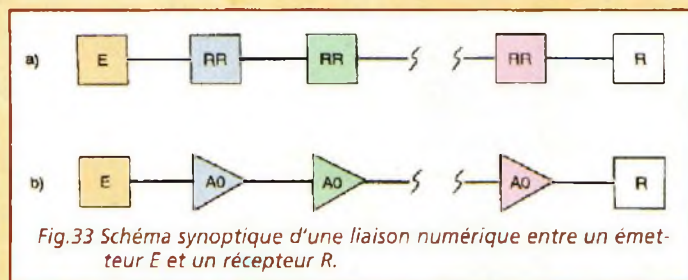 a) E RR RR RR R
b) E AO AO AO R
Fig.33 Schéma synoptique d'une liaison numérique entre un émet-
teur E et un récepteur R.